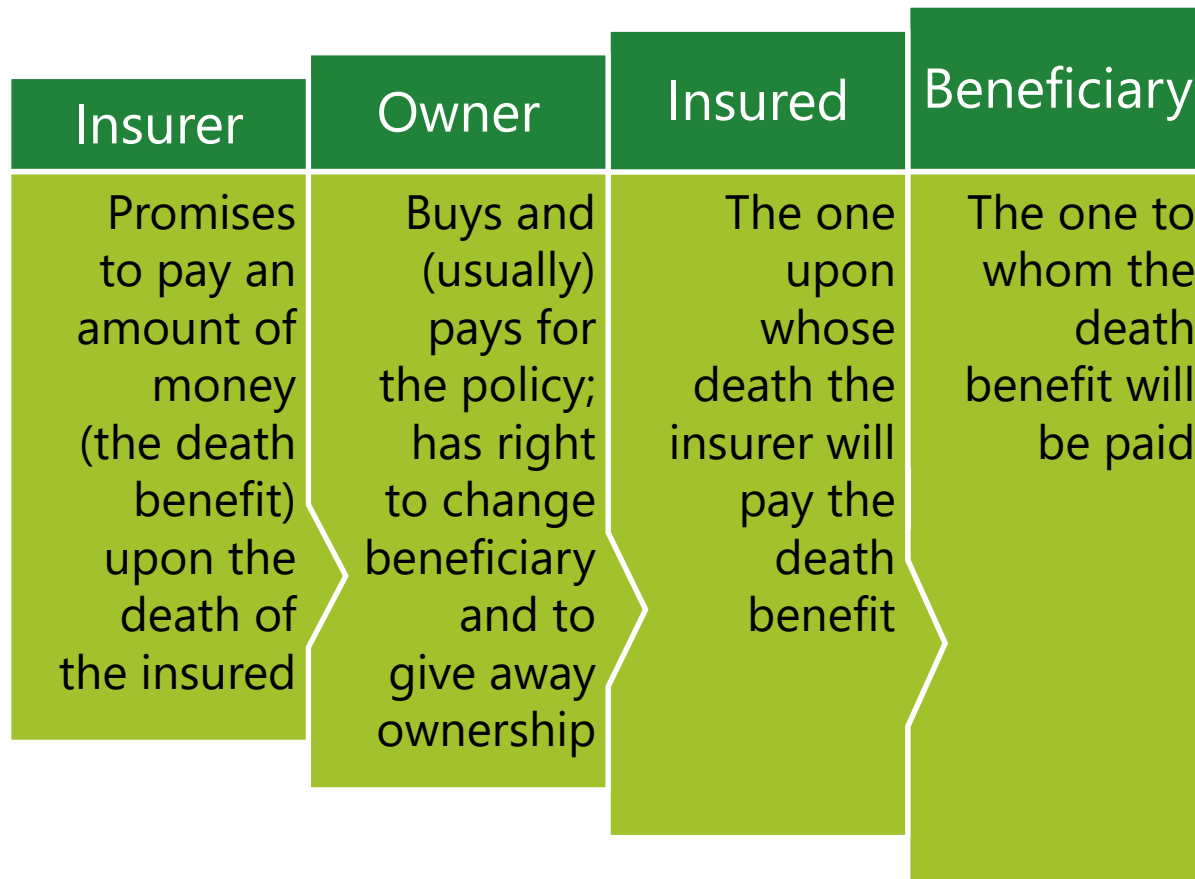 Insurer
Promises
to pay an
amount of
money
(the death
benefit)
upon the
death of
the insured
Owner
Buys and
(usually)
pays for
the policy;
has right
to change
beneficiary
and to
give away
ownership
Insured
The one
upon
whose
death the
insurer will
pay the
death
benefit
Beneficiary
The one to
whom the
death
benefit will
be paid